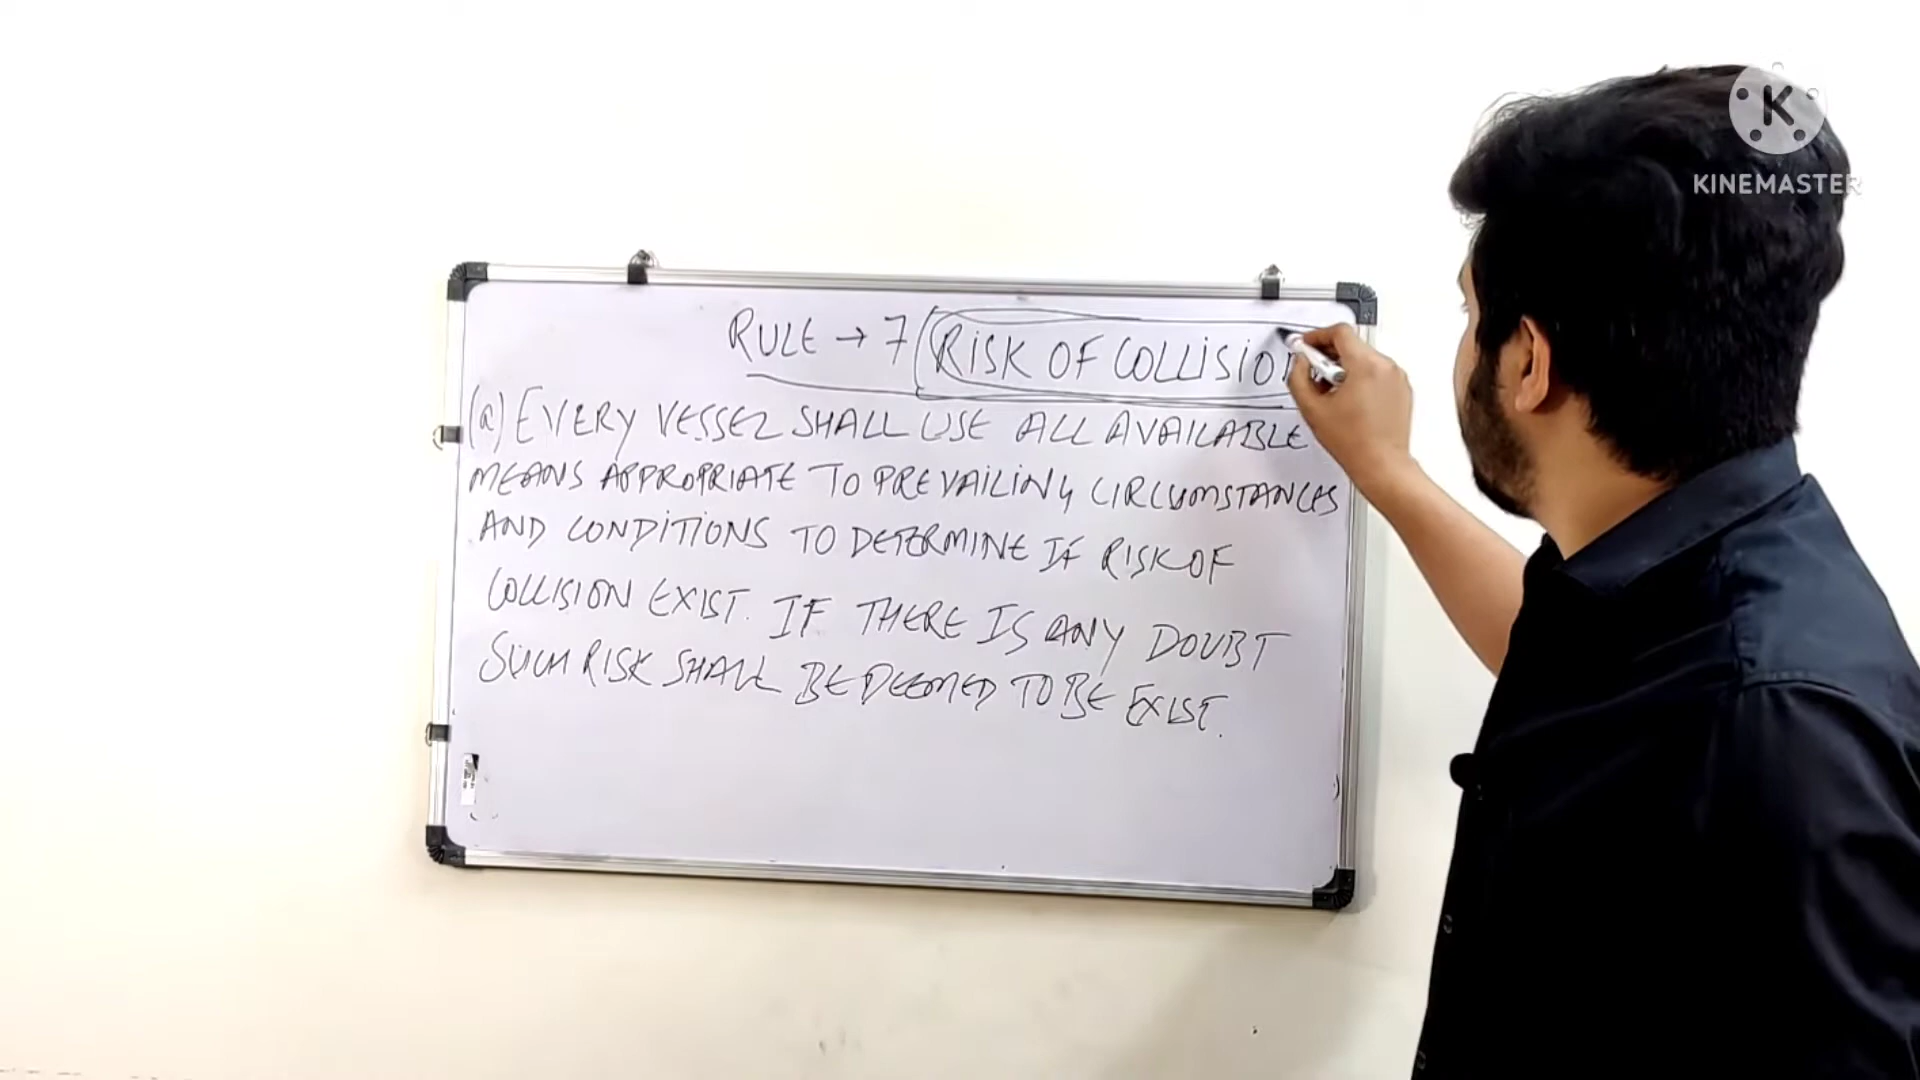 K
KINEMASTER
RULE → 7 RISK OF COLLISION
(a) EVERY VESSEL SHALL USE ALL AVAILABLE
MEANS APPROPRIATE TO PREVAILING CIRCUMSTANCES
AND CONDITIONS TO DETERMINE IF RISK OF
COLLISION EXIST. IF THERE IS ANY DOUBT
SUCH RISK SHALL BE DEEMED TO BE EXIST.